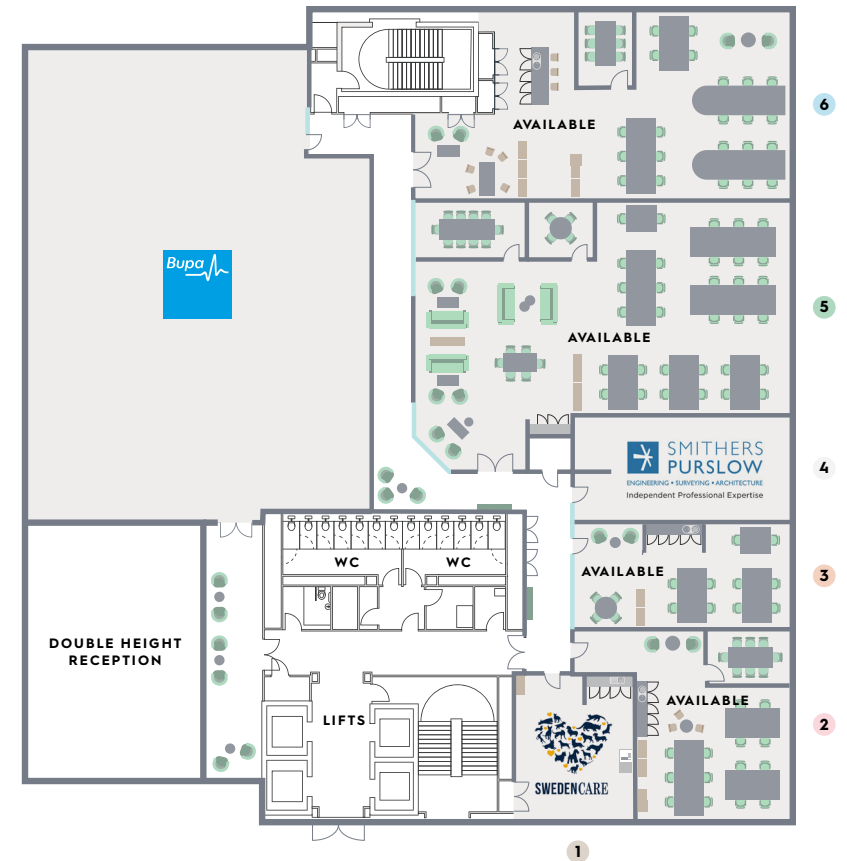 AVAILABLE
6
Bupa
5
AVAILABLE
SMITHERS
PURSLOW
ENGINEERING • SURVEYING • ARCHITECTURE
Independent Professional Expertise
4
WC
WC
AVAILABLE
3
DOUBLE HEIGHT
RECEPTION
LIFTS
AVAILABLE
2
SWEDENCARE
1